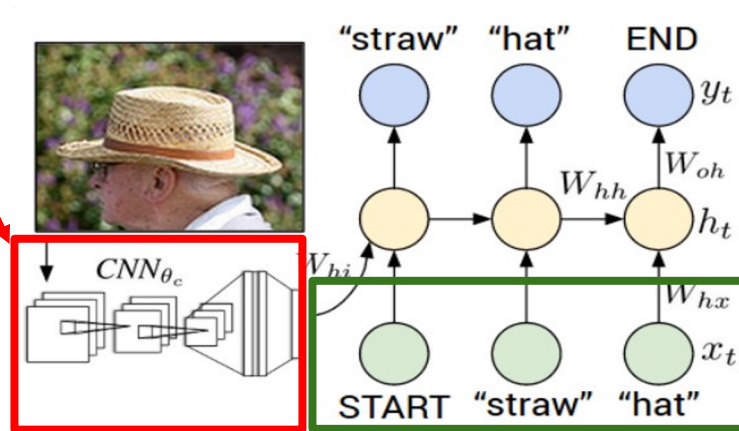 “straw” “hat” END
y_t
W_oh
W_hh
h_t
CNN_θc
W_hi
W_hx
x_t
START “straw” “hat”